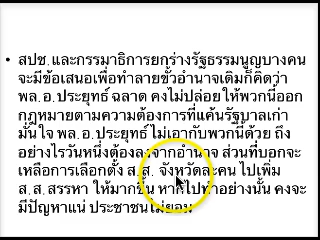 • สปช. และกรรมาธิการยกร่างรัฐธรรมนูญบางคน
จะมีข้อเสนอเพื่อทำลายขั้วอำนาจเดิมก็คิดว่า
พล. อ. ประยุทธ์ ฉลาด คงไม่ปล่อยให้พวกนี้ออก
กฎหมายตามความต้องการที่แค้นรัฐบาลเก่า
มั่นใจ พล. อ. ประยุทธ์ ไม่เอากับพวกนี้ด้วย ถึง
อย่างไรวันหนึ่งต้องลงจากอำนาจ ส่วนที่บอกจะ
เหลือการเลือกตั้ง ส. ส. จังหวัดละคน ไปเพิ่ม
ส. ส. สรรหา ให้มากขึ้น หากไปทำอย่างนั้น คงจะ
มีปัญหาแน่ ประชาชนไม่ยอม